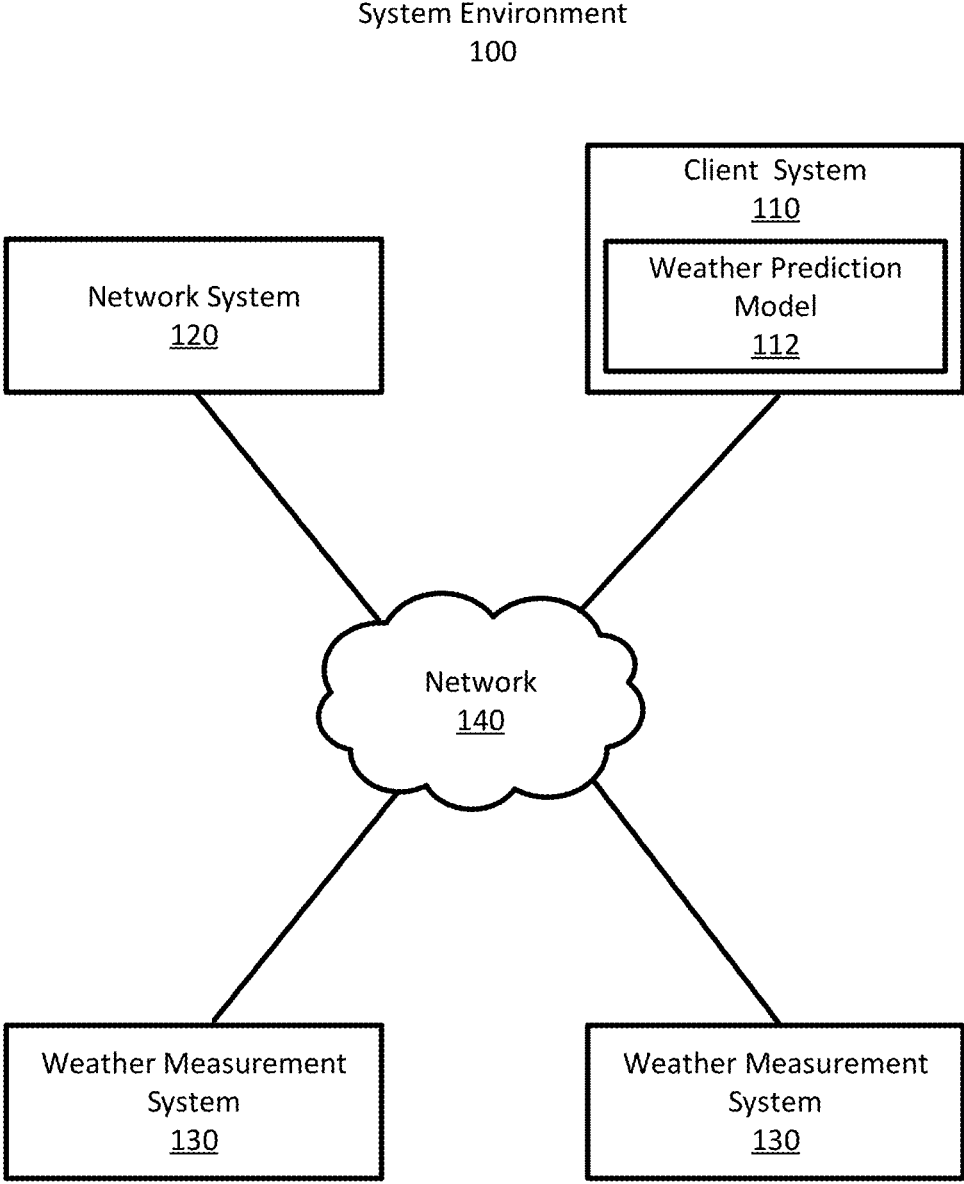 System Environment
100
Client System
110
Weather Prediction
Model
112
Network System
120
Network
140
Weather Measurement
System
130
Weather Measurement
System
130